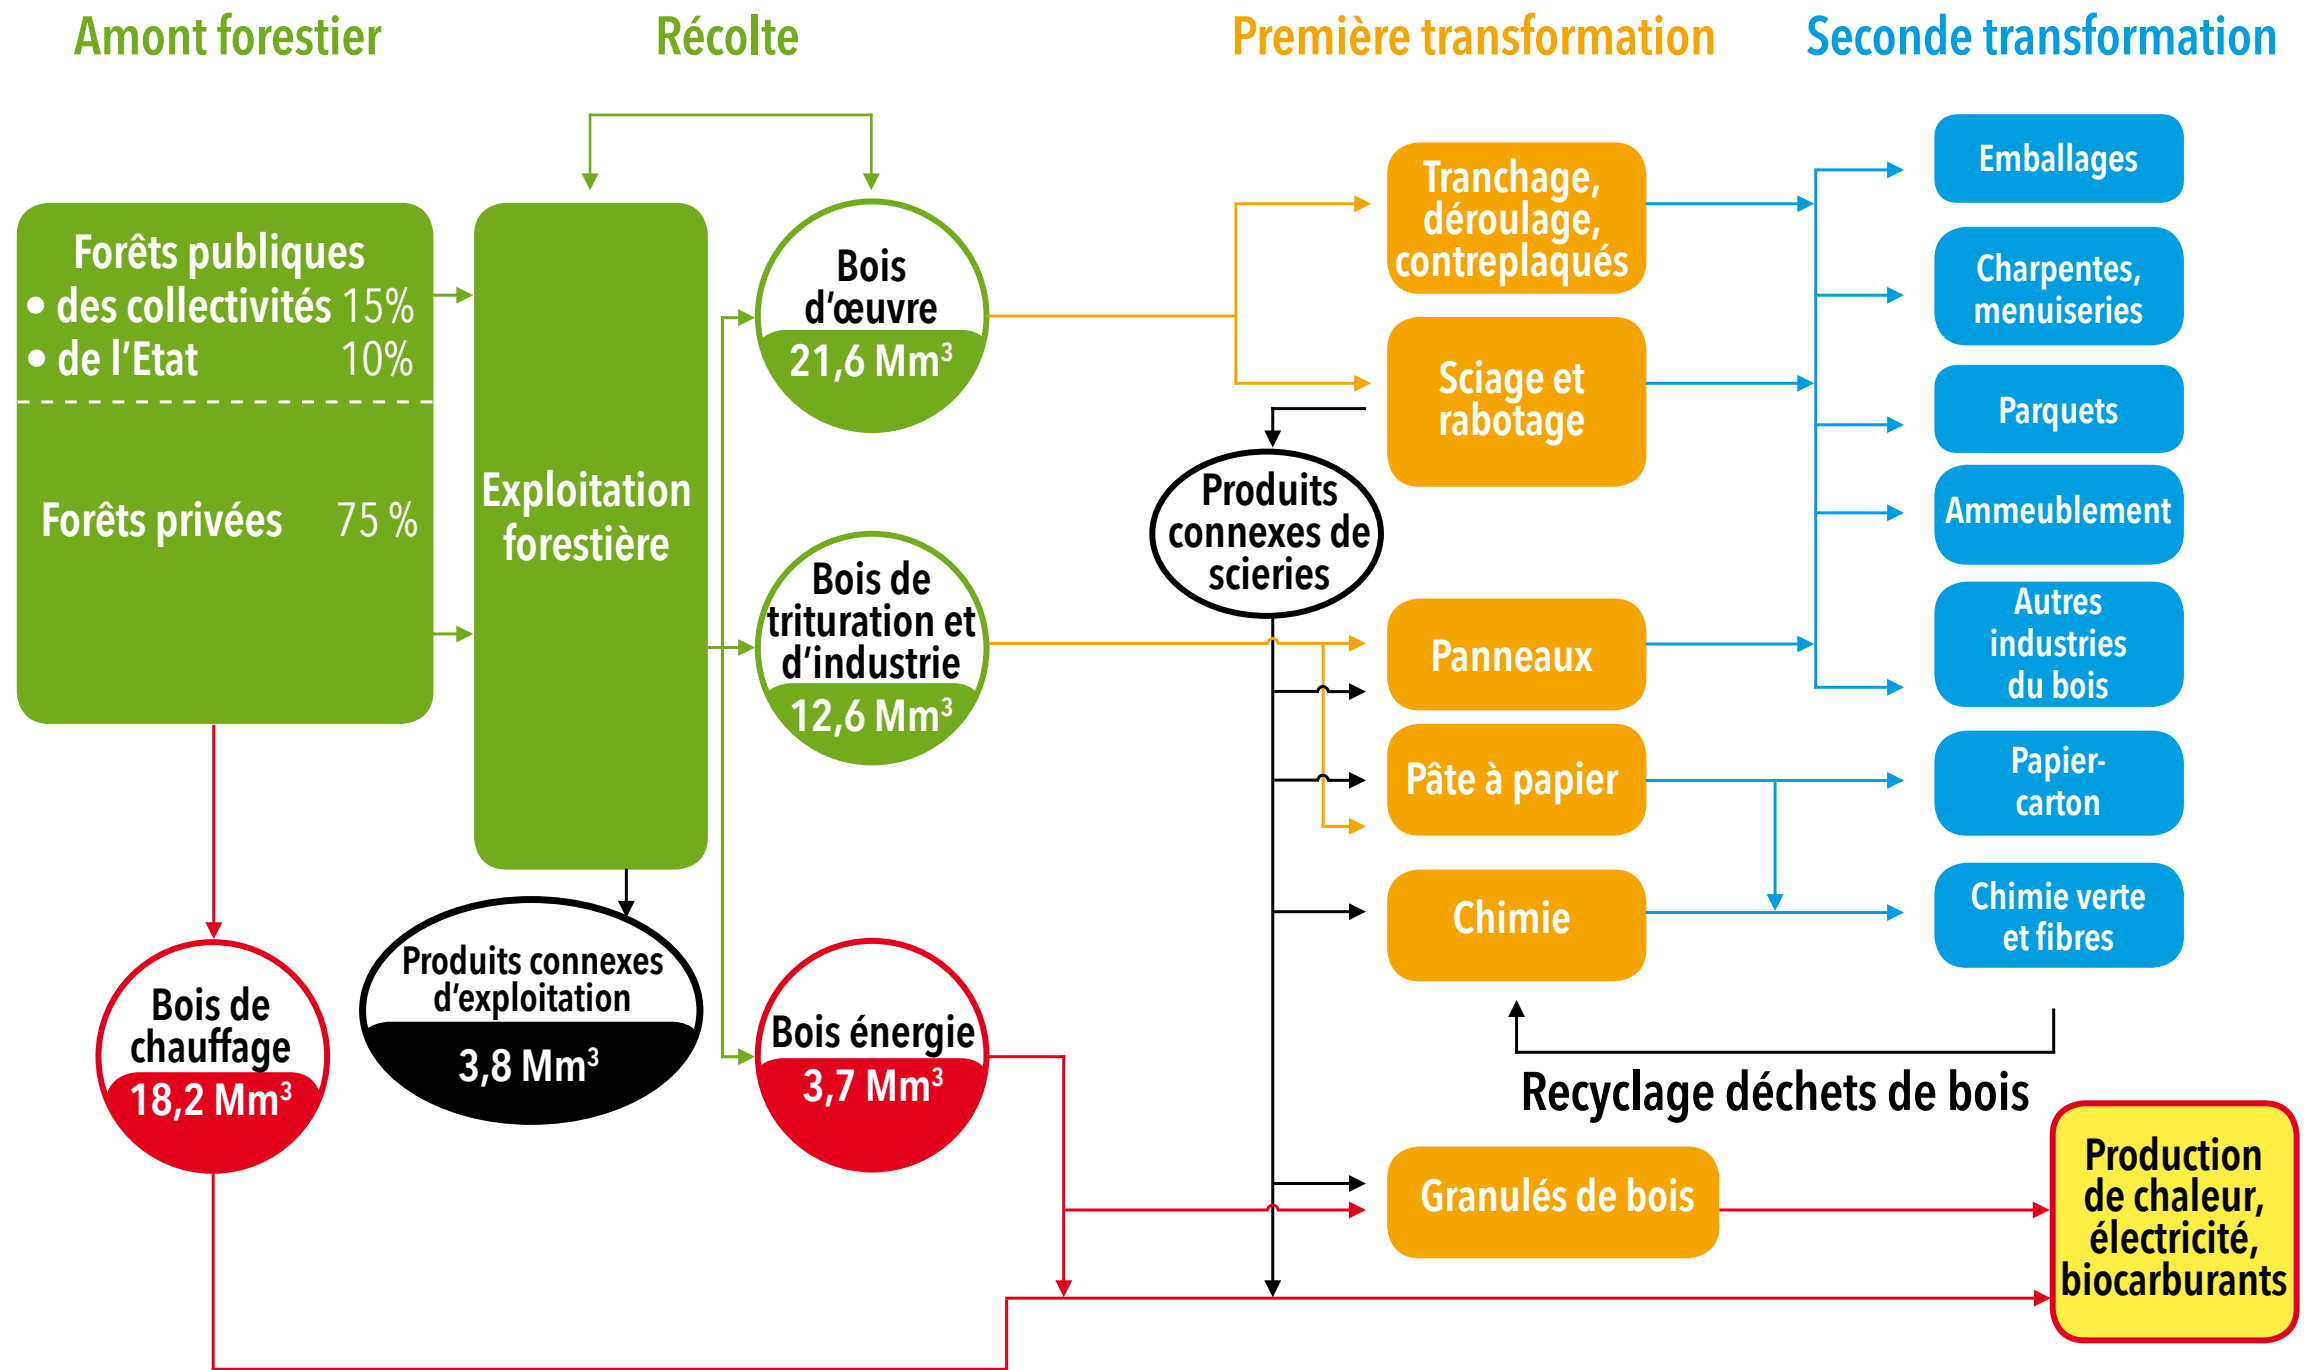 Amont forestier
Récolte
Première transformation
Seconde transformation
Forêts publiques
• des collectivités 15%
• de l'Etat 10%
Forêts privées 75 %
Exploitation
forestière
Bois
d'œuvre
21,6 Mm³
Bois de
trituration et
d'industrie
12,6 Mm³
Bois de
chauffage
18,2 Mm³
Produits connexes
d'exploitation
3,8 Mm³
Bois énergie
3,7 Mm³
Tranchage,
déroulage,
contreplaqués
Sciage et
rabotage
Produits
connexes de
scieries
Panneaux
Pâte à papier
Chimie
Granulés de bois
Emballages
Charpentes,
menuiseries
Parquets
Ammeublement
Autres
industries
du bois
Papier-
carton
Chimie verte
et fibres
Recyclage déchets de bois
Production
de chaleur,
électricité,
biocarburants